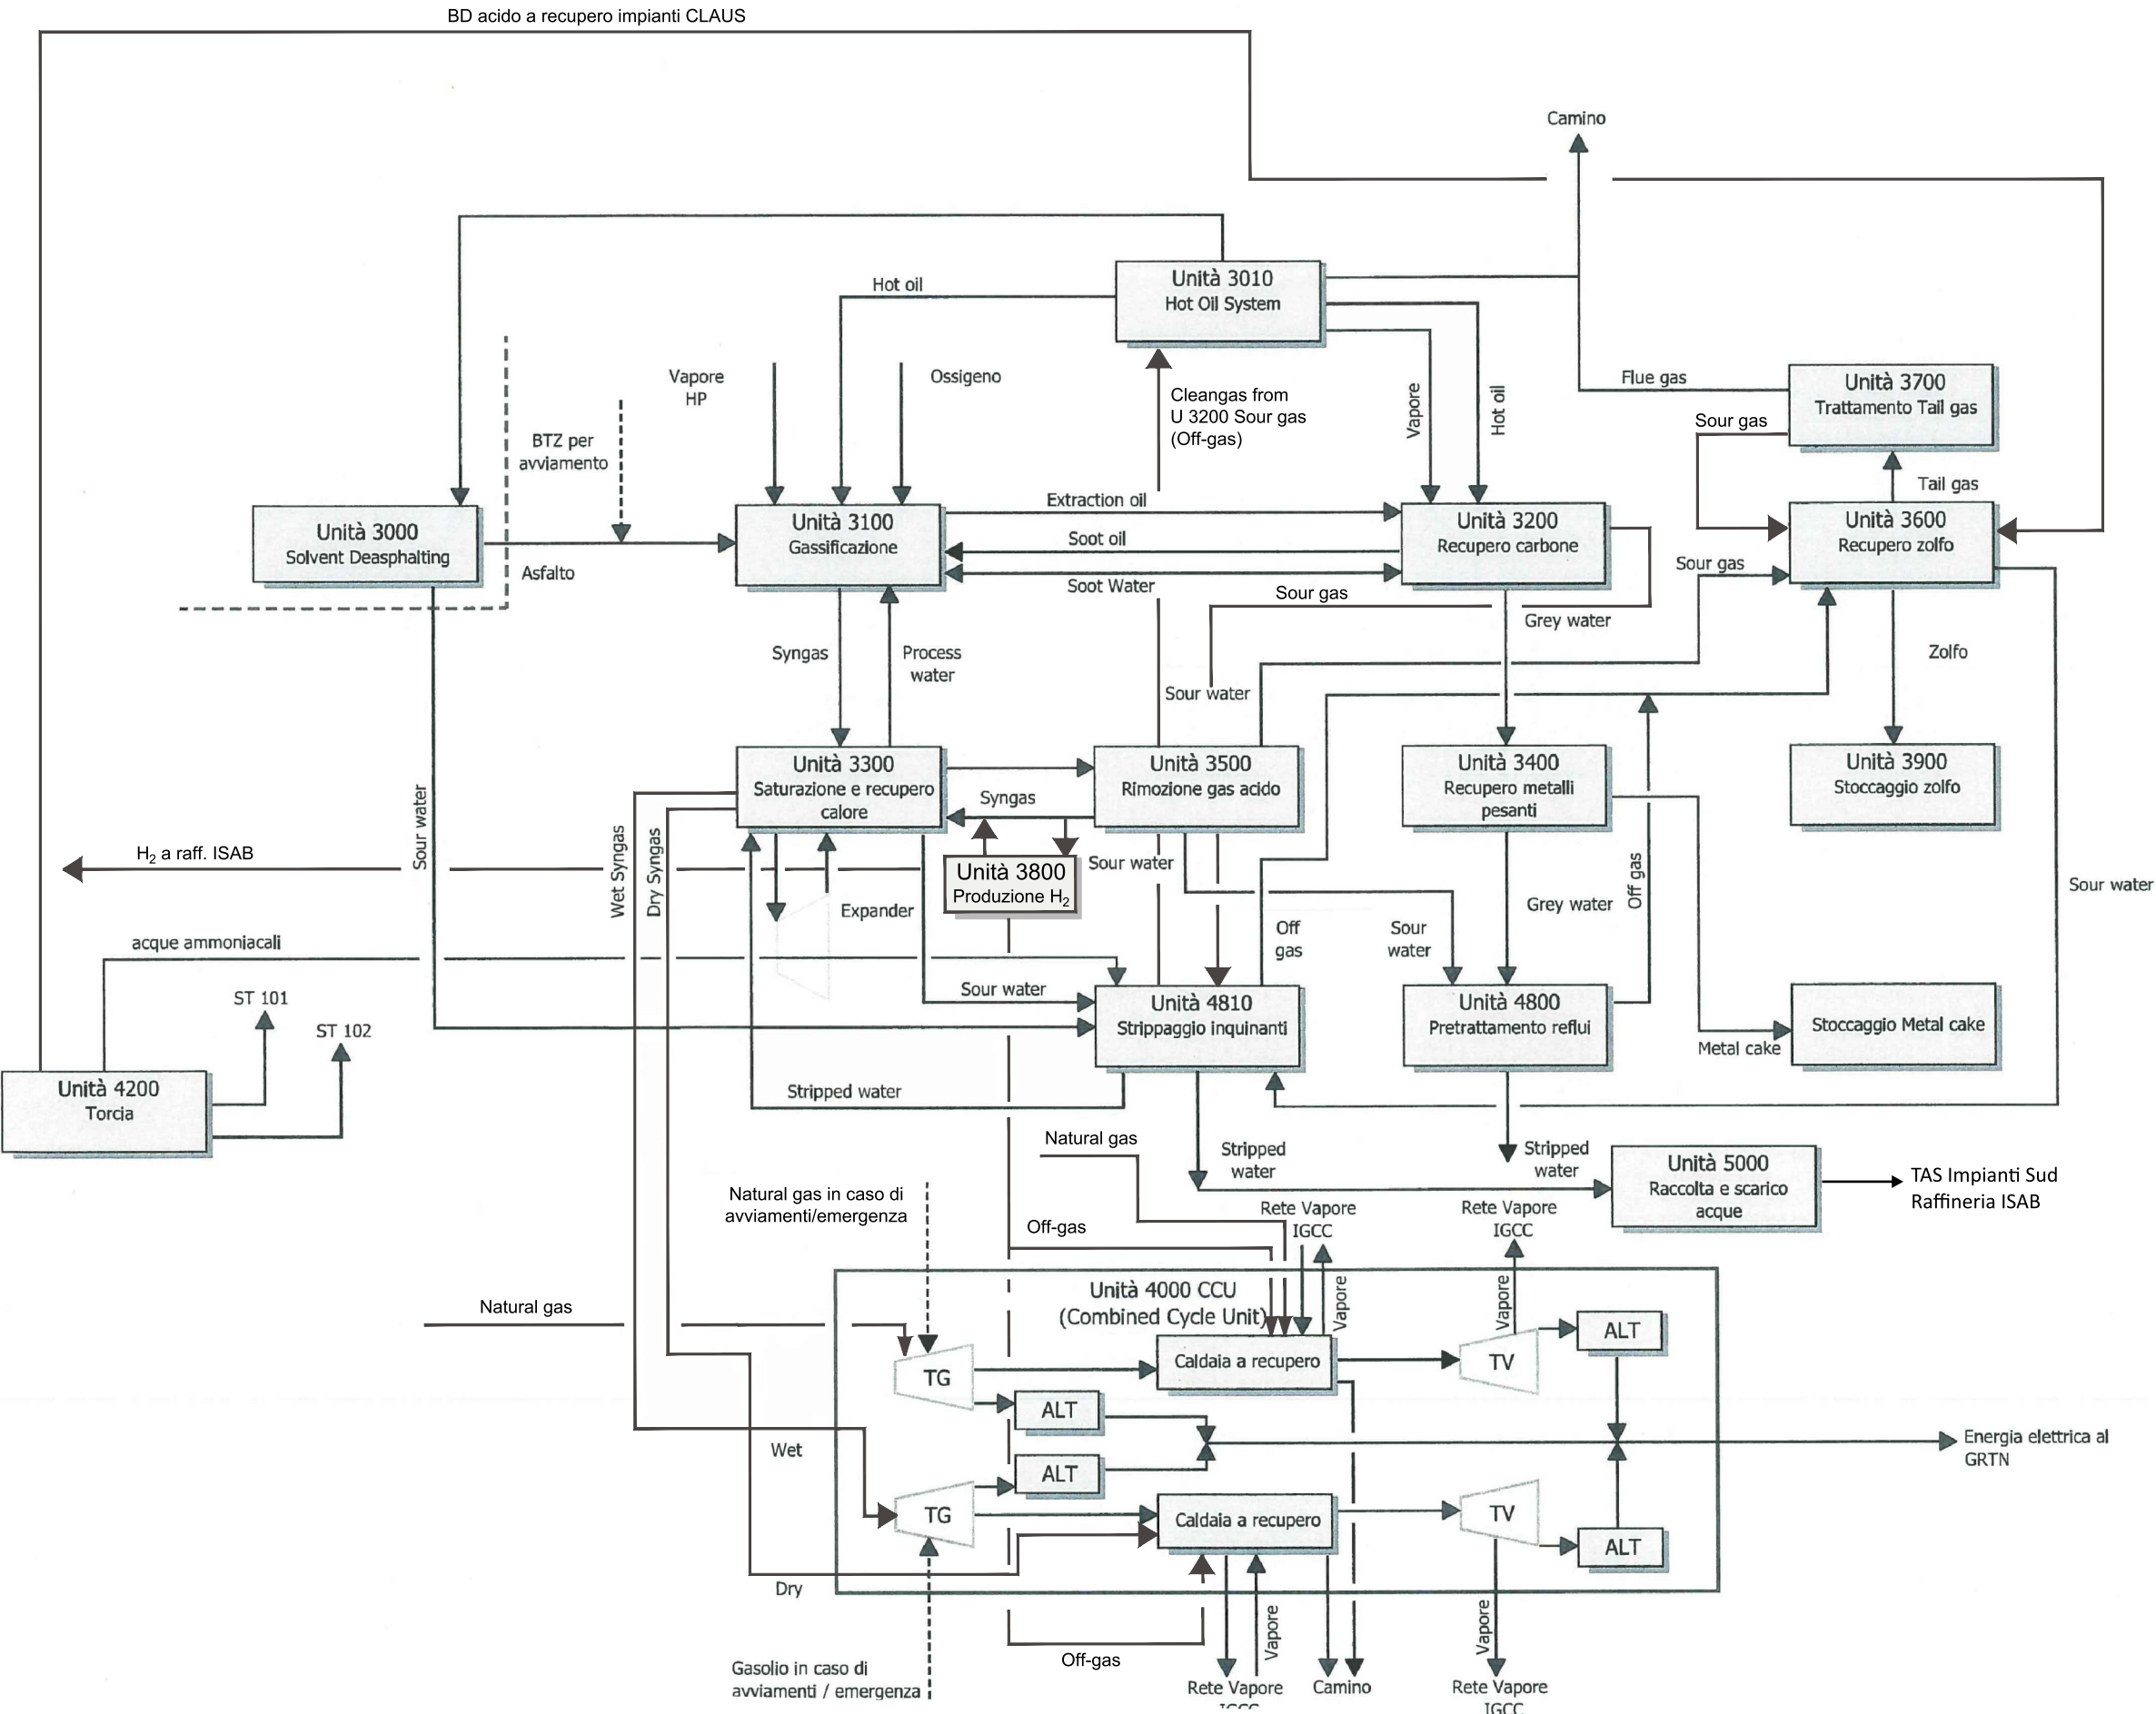 BD acido a recupero impianti CLAUS
Camino
Unità 3010
Hot Oil System
Hot oil
Vapore
HP
Ossigeno
Cleangas from
U 3200 Sour gas
(Off-gas)
Vapore
Hot oil
Flue gas
Unità 3700
Trattamento Tail gas
Sour gas
Tail gas
BTZ per
avviamento
Unità 3000
Solvent Deasphalting
Asfalto
Unità 3100
Gassificazione
Extraction oil
Soot oil
Soot Water
Unità 3200
Recupero carbone
Unità 3600
Recupero zolfo
Sour gas
Sour gas
Grey water
Syngas
Process
water
Sour water
Zolfo
Unità 3300
Saturazione e recupero
calore
Syngas
Unità 3500
Rimozione gas acido
Unità 3400
Recupero metalli
pesanti
Unità 3900
Stoccaggio zolfo
Sour water
Wet Syngas
Dry Syngas
H2 a raff. ISAB
Unità 3800
Produzione H2
Sour water
Expander
Off
gas
Sour
water
Grey water
Off gas
Sour water
acque ammoniacali
ST 101
ST 102
Sour water
Unità 4810
Strippaggio inquinanti
Unità 4800
Pretrattamento reflui
Stoccaggio Metal cake
Metal cake
Unità 4200
Torcia
Stripped water
Natural gas
Stripped
water
Stripped
water
Unità 5000
Raccolta e scarico
acque
TAS Impianti Sud
Raffineria ISAB
Natural gas in caso di
avviamenti/emergenza
Off-gas
Rete Vapore
IGCC
Rete Vapore
IGCC
Vapore
Vapore
Unità 4000 CCU
(Combined Cycle Unit)
Natural gas
TG
Caldaia a recupero
TV
ALT
ALT
Wet
ALT
Energia elettrica al
GRTN
TG
Caldaia a recupero
TV
ALT
Dry
Vapore
Vapore
Off-gas
Gasolio in caso di
avviamenti / emergenza
Rete Vapore
IGCC
Camino
Rete Vapore
IGCC